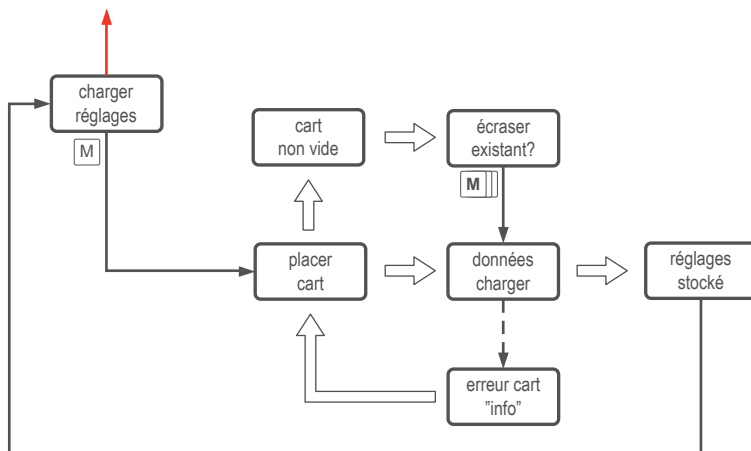 charger
réglages
M
cart
non vide
écraser
existant?
M
placer
cart
données
charger
réglages
stocké
erreur cart
"info"